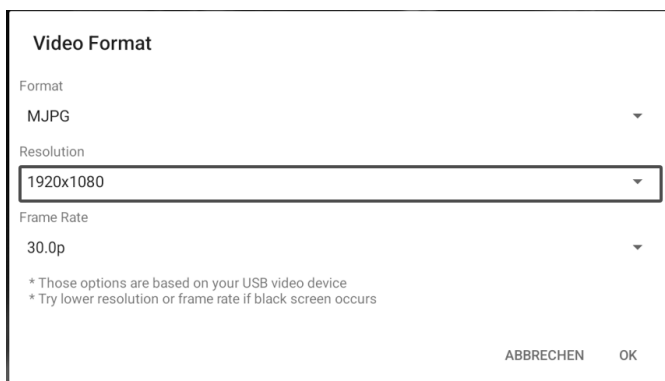 Video Format
Format
MJPG
Resolution
1920x1080
Frame Rate
30.0p
* Those options are based on your USB video device
* Try lower resolution or frame rate if black screen occurs
ABBRECHEN OK